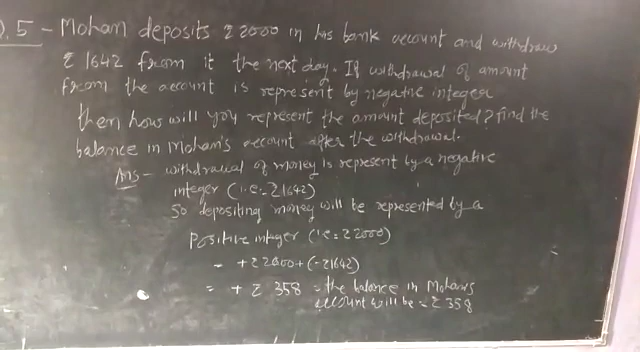 Q.5 - Moham deposits ₹2000 in his bank account and withdraw
₹ 1642 from it the next day. If withdrawal of amount
from the account is represent by negative integer
then how will you represent the amount deposited? find the
balance in Moham's account after the withdrawal.
Ans - withdrawal of money is represent by a negative
integer (i.e. - ₹1642)
So depositing money will be represented by a
Positive integer (i.e = ₹2000)
= +₹2000+(-₹1642)
= + ₹ 358 = the balance in Moham's
account will be = ₹358